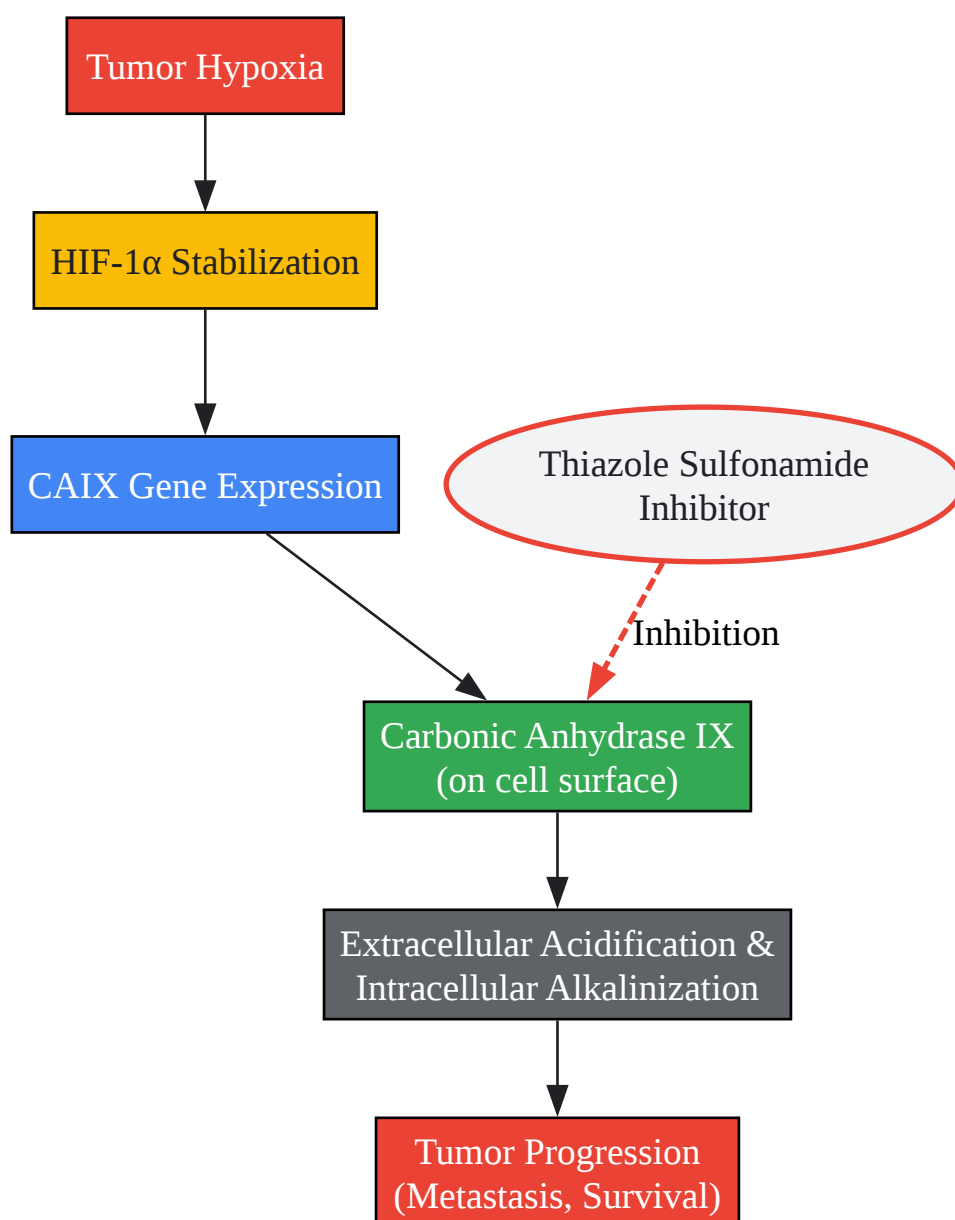 Tumor Hypoxia
HIF-1α Stabilization
CAIX Gene Expression
Thiazole Sulfonamide
Inhibitor
Inhibition
Carbonic Anhydrase IX
(on cell surface)
Extracellular Acidification &
Intracellular Alkalinization
Tumor Progression
(Metastasis, Survival)